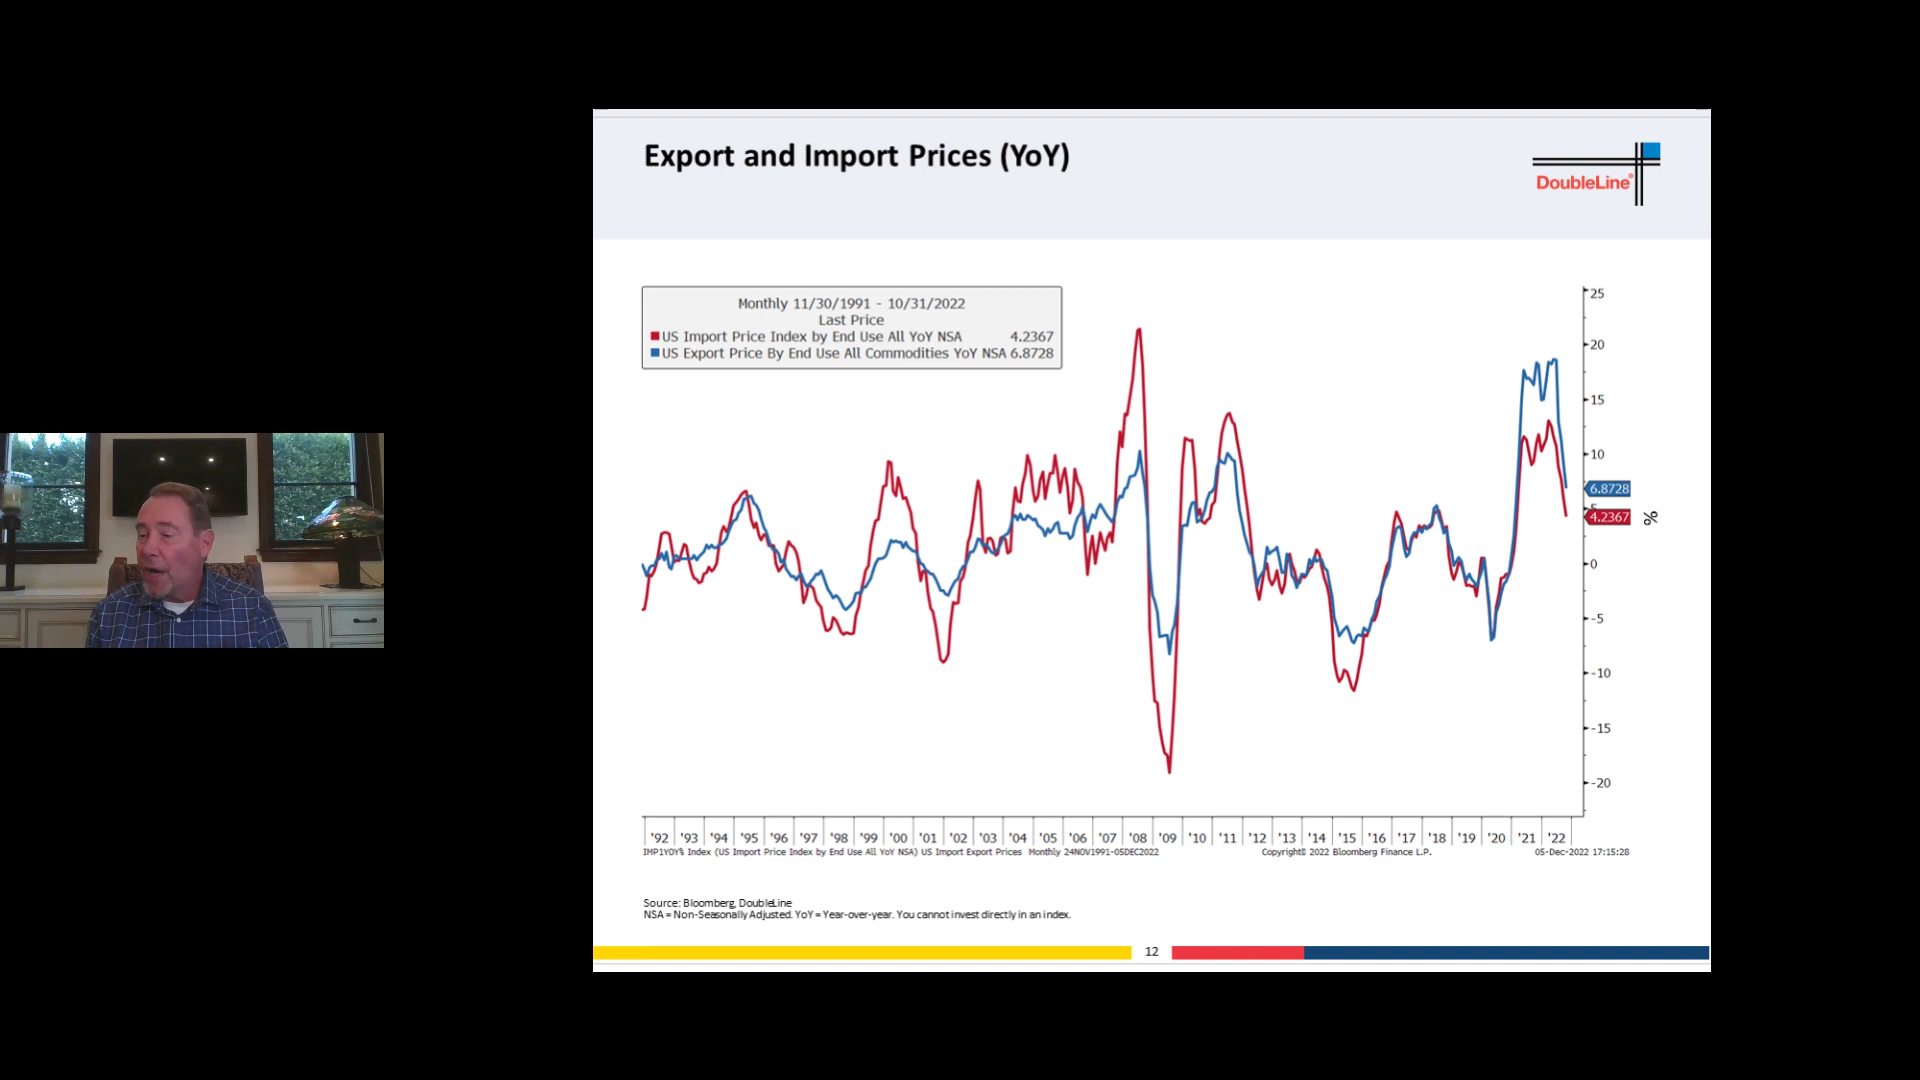 Export and Import Prices (YoY)
DoubleLine®
Monthly 11/30/1991 - 10/31/2022
Last Price
US Import Price Index by End Use All YoY NSA 4.2367
US Export Price By End Use All Commodities YoY NSA 6.8728
25
20
15
10
6.8728
5
4.2367
%
0
-5
-10
-15
-20
'92 '93 '94 '95 '96 '97 '98 '99 '00 '01 '02 '03 '04 '05 '06 '07 '08 '09 '10 '11 '12 '13 '14 '15 '16 '17 '18 '19 '20 '21 '22
IMP1YOY% Index (US Import Price Index by End Use All YoY NSA) US Import Export Prices Monthly 24NOV1991-05DEC2022 Copyright© 2022 Bloomberg Finance L.P. 05-Dec-2022 17:15:28
Source: Bloomberg, DoubleLine
NSA = Non-Seasonally Adjusted. YoY = Year-over-year. You cannot invest directly in an index.
12